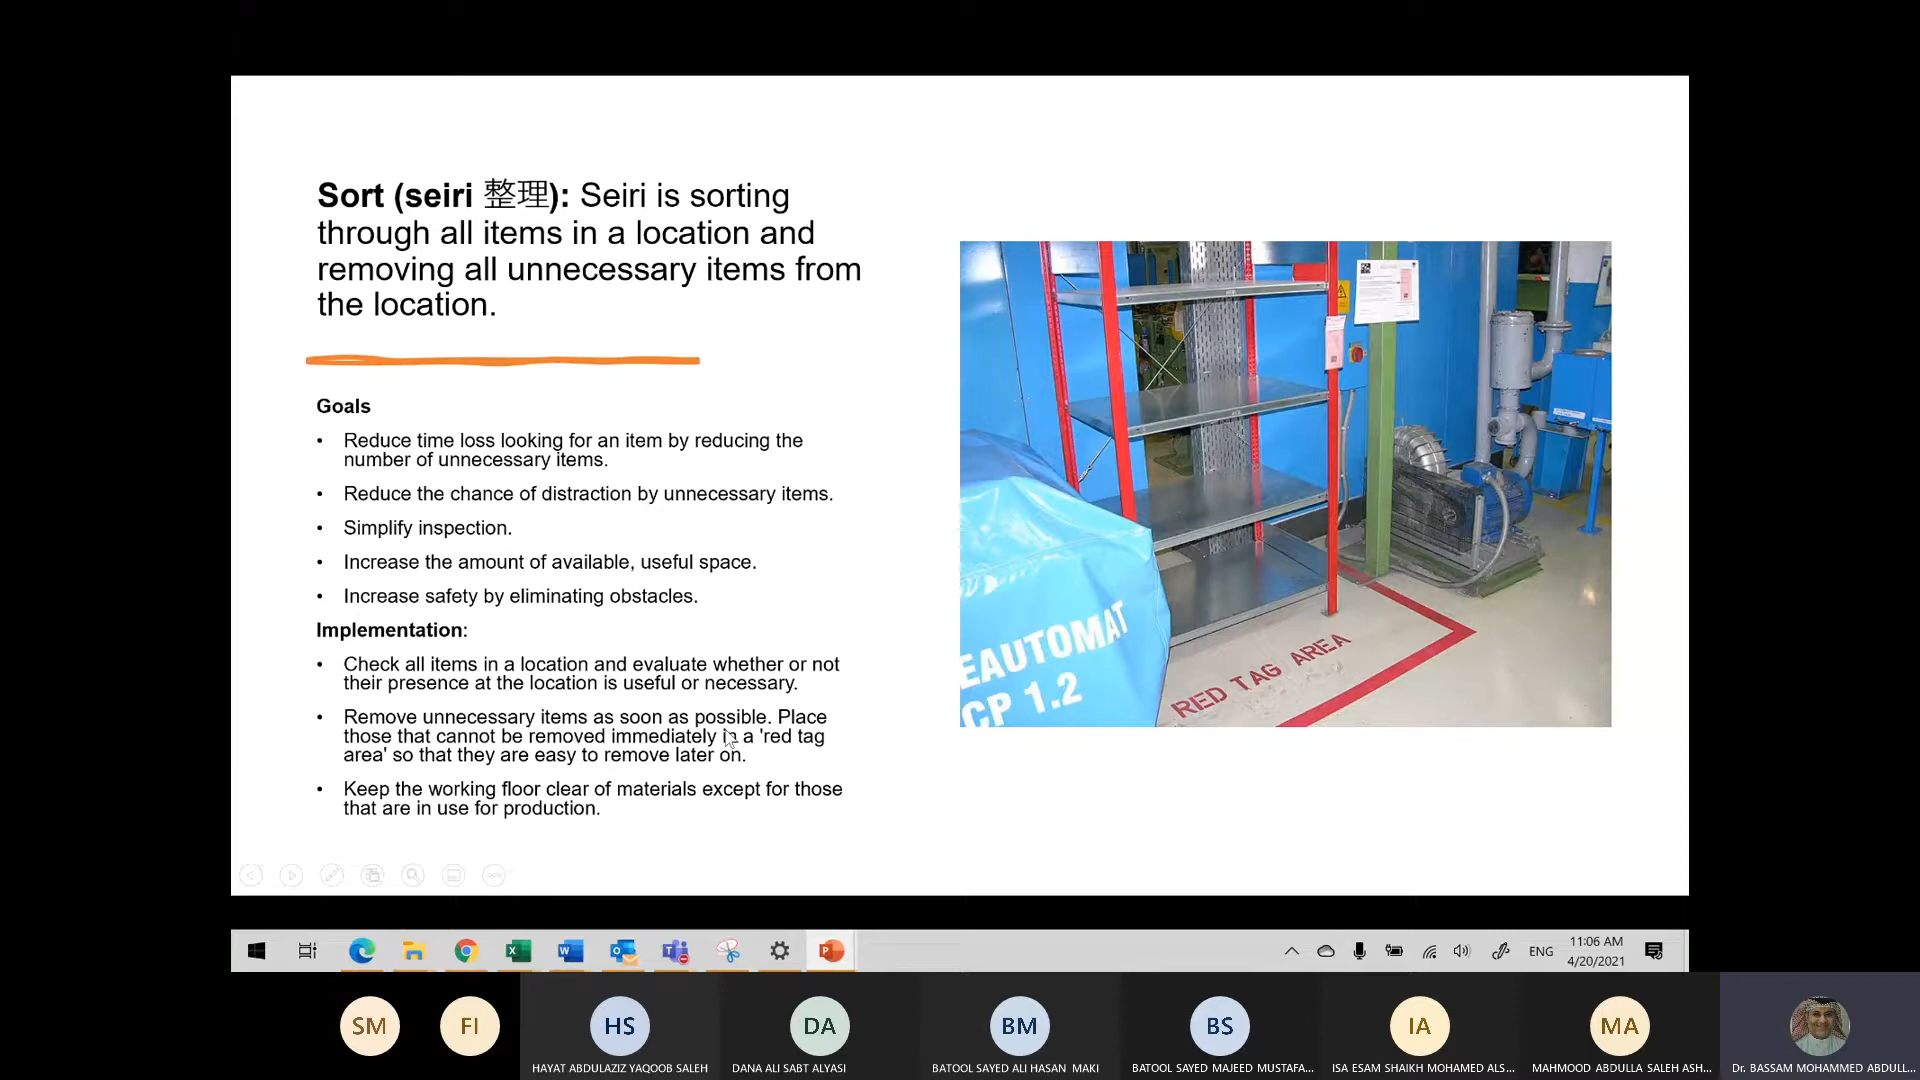 Sort (seiri 整理): Seiri is sorting
through all items in a location and
removing all unnecessary items from
the location.
Goals
• Reduce time loss looking for an item by reducing the
number of unnecessary items.
• Reduce the chance of distraction by unnecessary items.
• Simplify inspection.
• Increase the amount of available, useful space.
• Increase safety by eliminating obstacles.
Implementation:
• Check all items in a location and evaluate whether or not
their presence at the location is useful or necessary.
• Remove unnecessary items as soon as possible. Place
those that cannot be removed immediately in a 'red tag
area' so that they are easy to remove later on.
• Keep the working floor clear of materials except for those
that are in use for production.
EAUTOMAT
CP 1.2
RED TAG AREA
ENG
11:06 AM
4/20/2021
SM
FI
HS
DA
BM
BS
IA
MA
HAYAT ABDULAZIZ YAQOOB SALEH
DANA ALI SABT ALYASI
BATOOL SAYED ALI HASAN MAKI
BATOOL SAYED MAJEED MUSTAFA...
ISA ESAM SHAIKH MOHAMED ALS...
MAHMOOD ABDULLA SALEH ASH...
Dr. BASSAM MOHAMMED ABDULL...